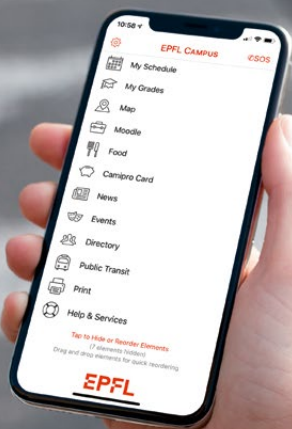 10:58
EPFL CAMPUS
SOS
My Schedule
My Grades
Map
Moodle
Food
Camipro Card
News
Events
Directory
Public Transit
Print
Help & Services
Tap to Hide or Reorder Elements
(7 elements hidden)
Drag and drop elements for quick reordering
EPFL